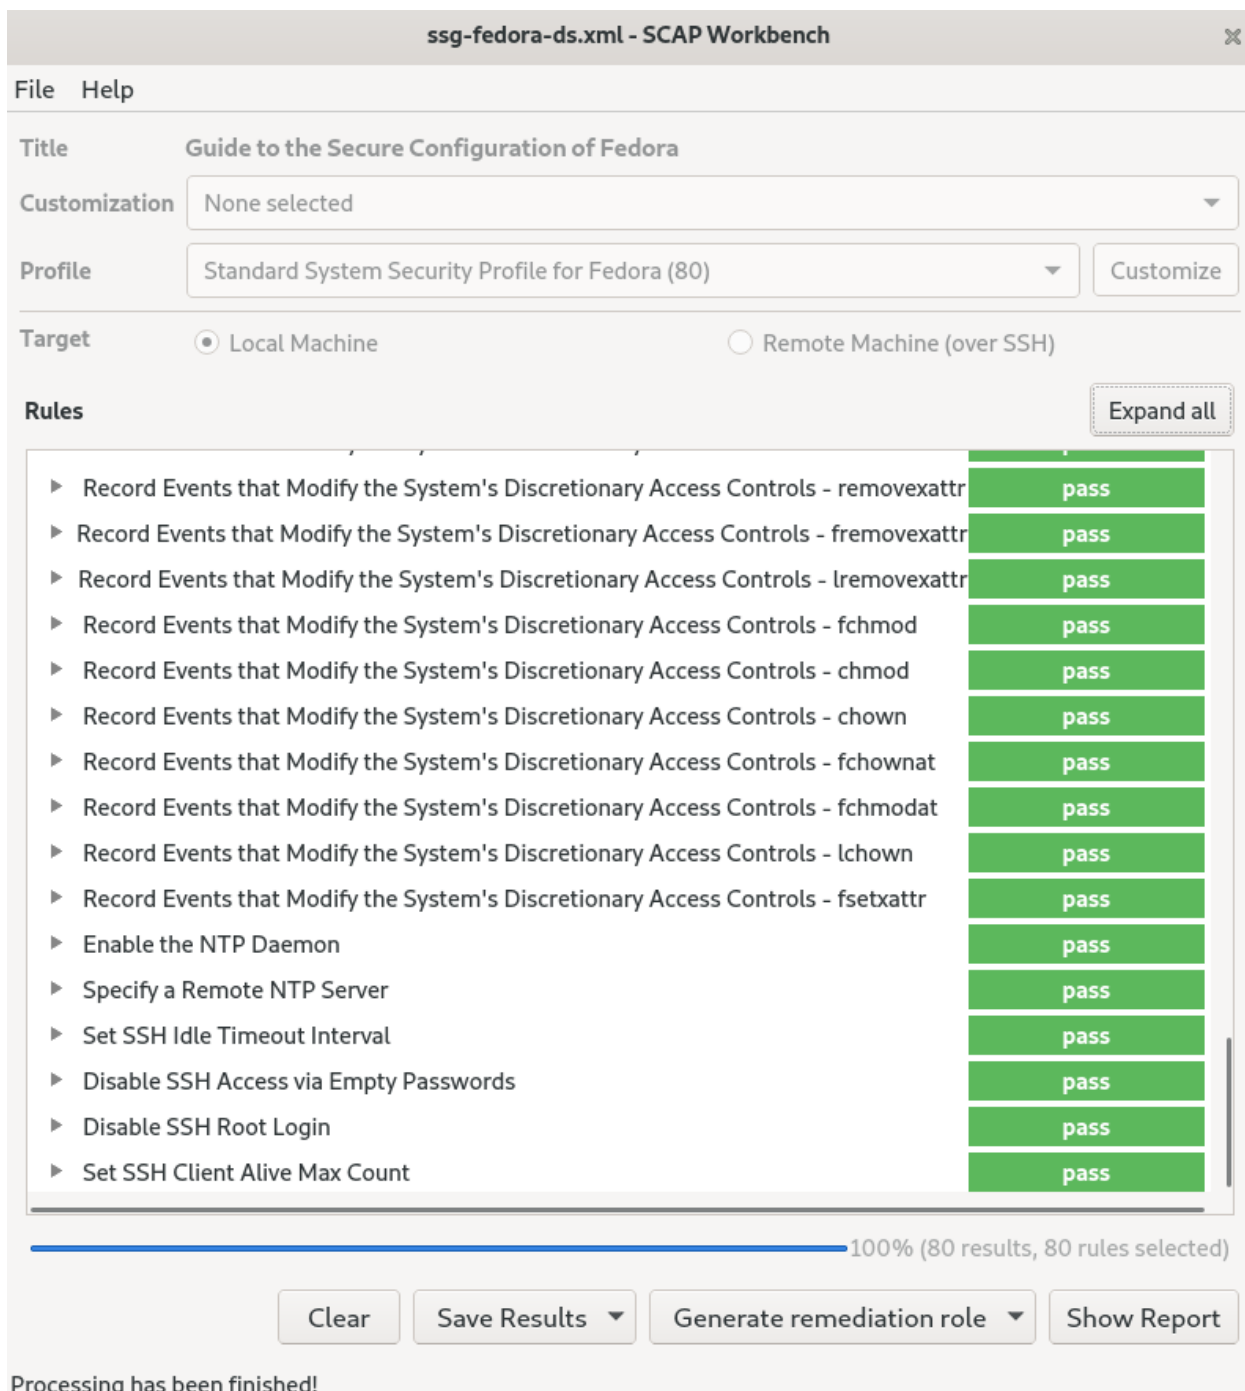 ssg-fedora-ds.xml - SCAP Workbench
File Help
Title Guide to the Secure Configuration of Fedora
Customization None selected
Profile Standard System Security Profile for Fedora (80) Customize
Target Local Machine Remote Machine (over SSH)
Rules Expand all
Record Events that Modify the System's Discretionary Access Controls - removexattr pass
Record Events that Modify the System's Discretionary Access Controls - fremovexattr pass
Record Events that Modify the System's Discretionary Access Controls - lremovexattr pass
Record Events that Modify the System's Discretionary Access Controls - fchmod pass
Record Events that Modify the System's Discretionary Access Controls - chmod pass
Record Events that Modify the System's Discretionary Access Controls - chown pass
Record Events that Modify the System's Discretionary Access Controls - fchownat pass
Record Events that Modify the System's Discretionary Access Controls - fchmodat pass
Record Events that Modify the System's Discretionary Access Controls - lchown pass
Record Events that Modify the System's Discretionary Access Controls - fsetxattr pass
Enable the NTP Daemon pass
Specify a Remote NTP Server pass
Set SSH Idle Timeout Interval pass
Disable SSH Access via Empty Passwords pass
Disable SSH Root Login pass
Set SSH Client Alive Max Count pass
100% (80 results, 80 rules selected)
Clear Save Results Generate remediation role Show Report
Processing has been finished!